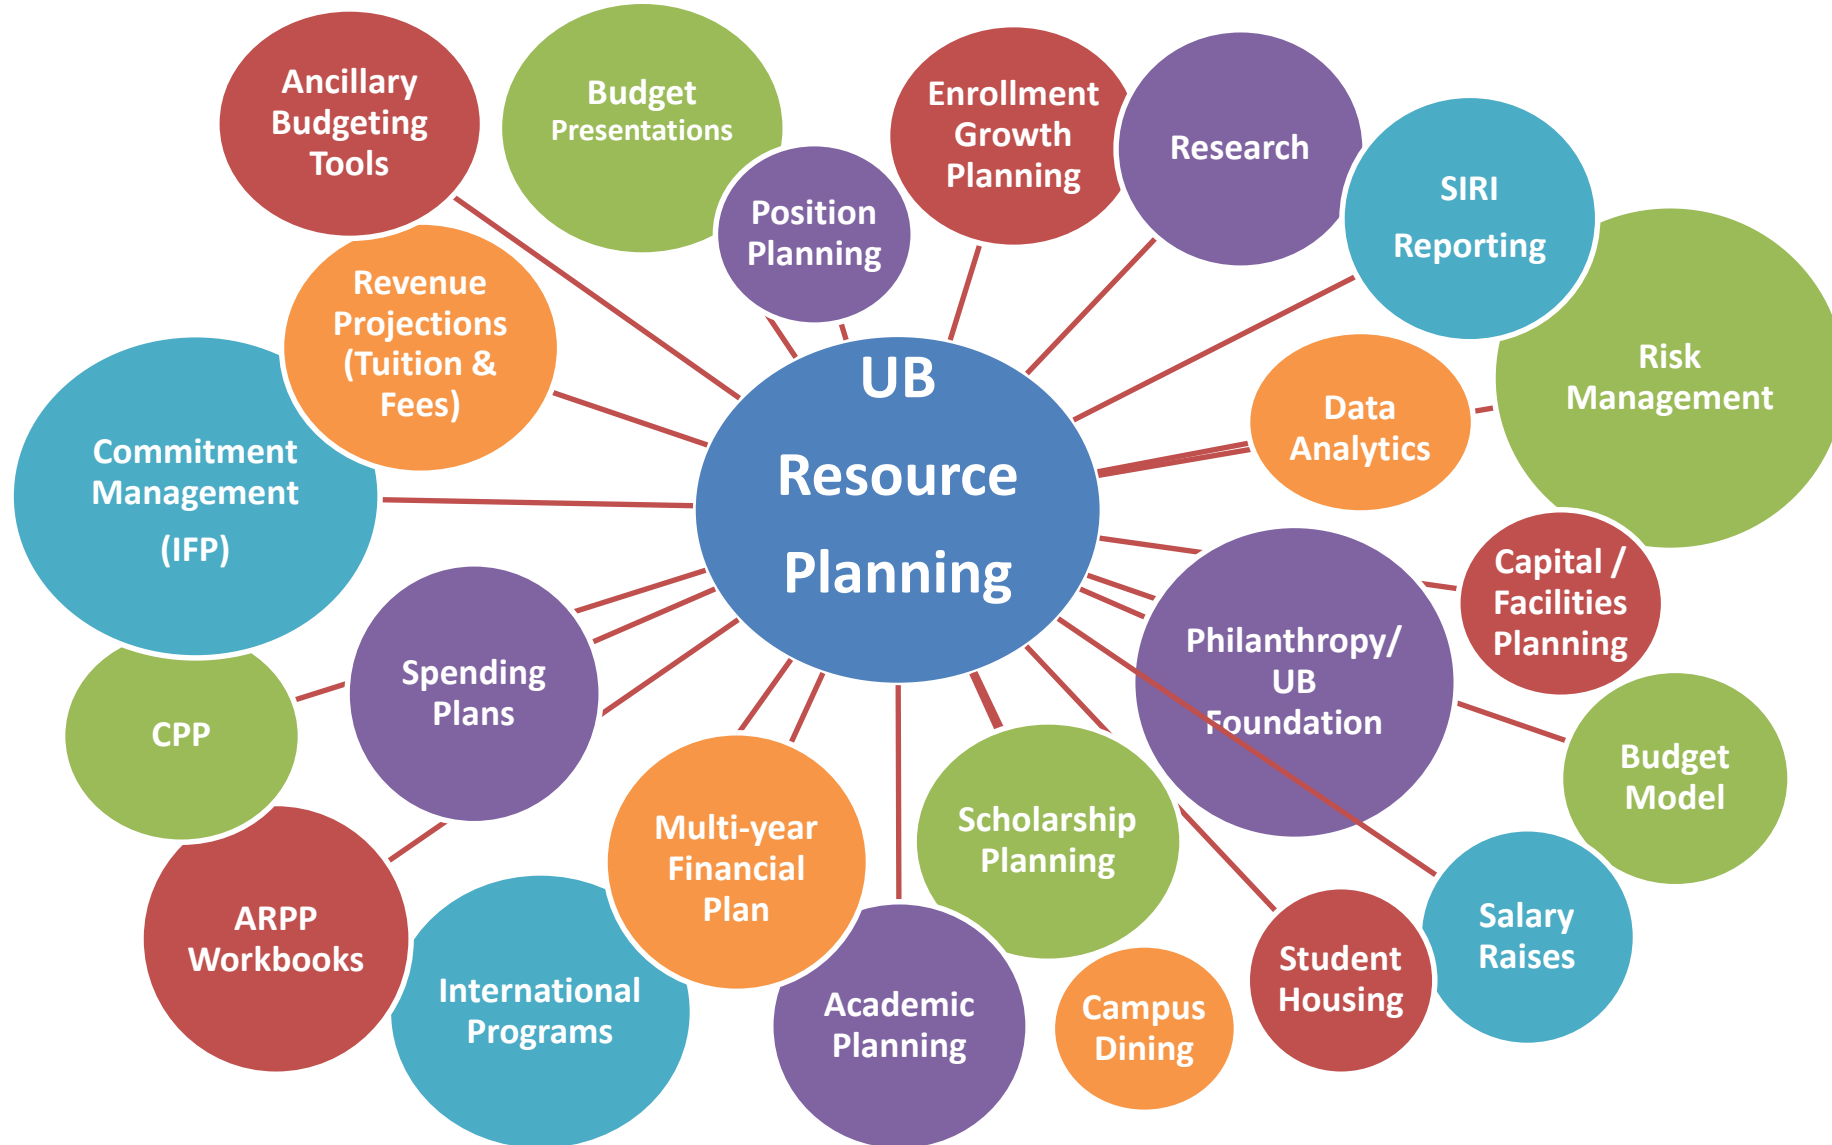 Ancillary
Budgeting
Tools
Budget
Presentations
Position
Planning
Enrollment
Growth
Planning
Research
SIRI
Reporting
Revenue
Projections
(Tuition &
Fees)
Risk
Management
Data
Analytics
Commitment
Management
(IFP)
UB
Resource
Planning
Capital /
Facilities
Planning
Philanthropy/
UB
Foundation
Spending
Plans
CPP
Budget
Model
Multi-year
Financial
Plan
Scholarship
Planning
ARPP
Workbooks
International
Programs
Academic
Planning
Campus
Dining
Student
Housing
Salary
Raises